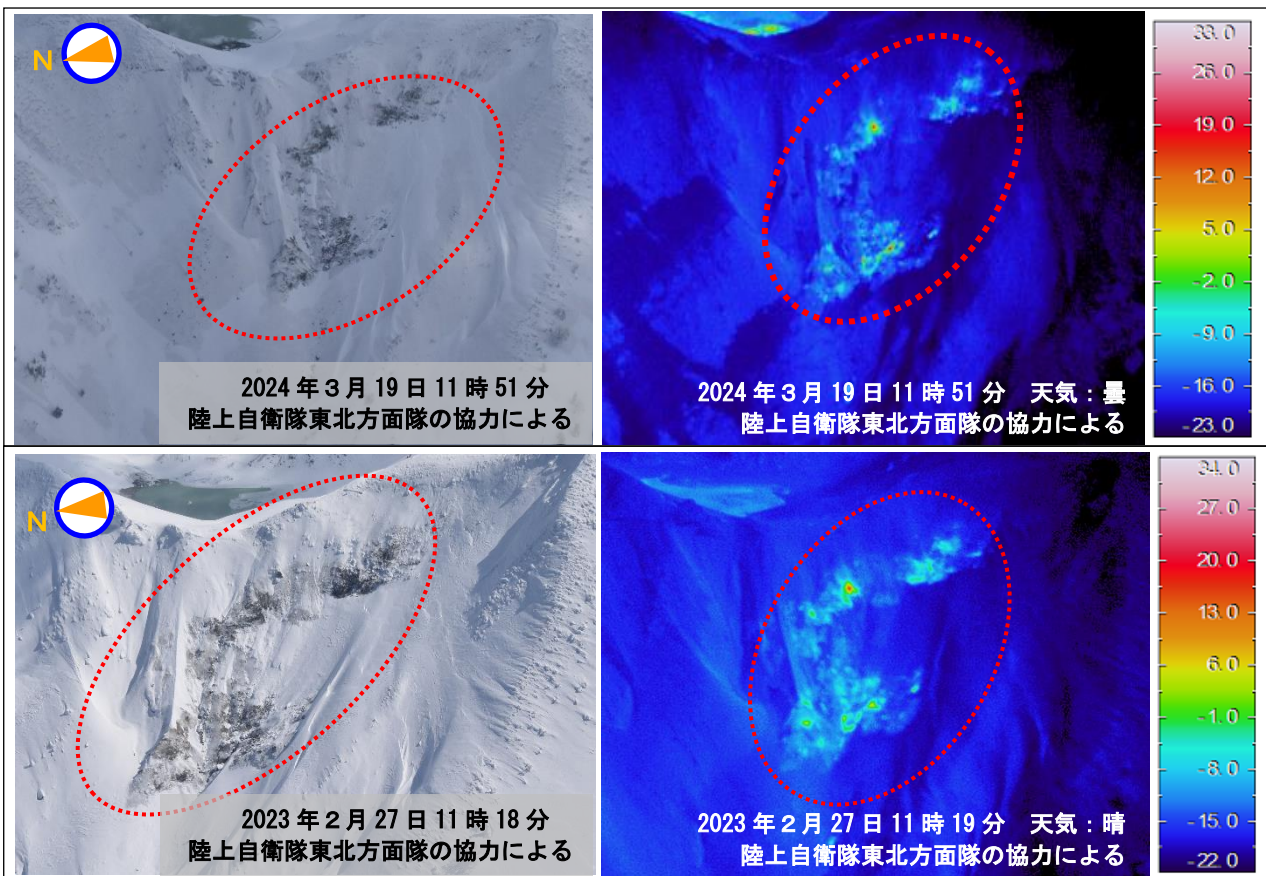 N
2024年3月19日11時51分
陸上自衛隊東北方面隊の協力による
2024年3月19日11時51分　天気：曇
陸上自衛隊東北方面隊の協力による
33.0
26.0
19.0
12.0
5.0
-2.0
-9.0
-16.0
-23.0
N
2023年2月27日11時18分
陸上自衛隊東北方面隊の協力による
2023年2月27日11時19分　天気：晴
陸上自衛隊東北方面隊の協力による
34.0
27.0
20.0
13.0
6.0
-1.0
-8.0
-15.0
-22.0